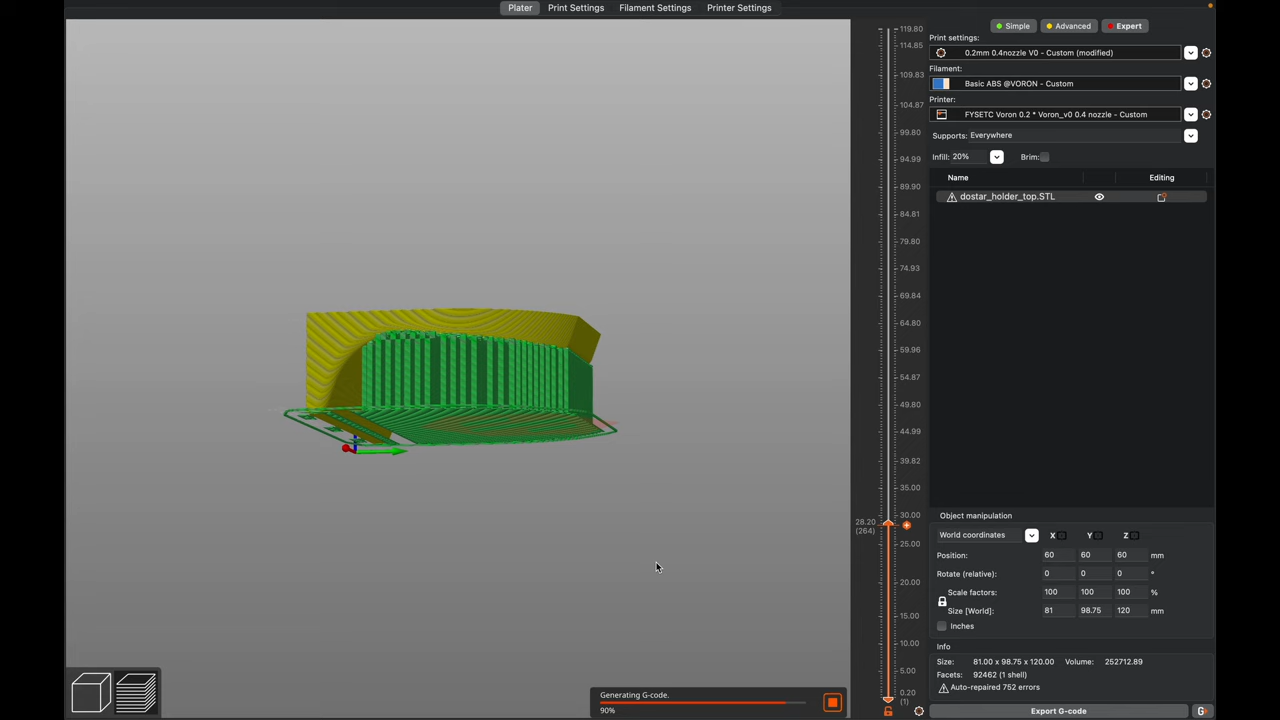 Plater Print Settings Filament Settings Printer Settings
Simple Advanced Expert
Print settings:
0.2mm 0.4nozzle V0 - Custom (modified)
Filament:
Basic ABS @VORON - Custom
Printer:
FYSETC Voron 0.2 * Voron_v0 0.4 nozzle - Custom
Supports: Everywhere
Infill: 20% Brim:
Name Editing
dostar_holder_top.STL
119.80
114.85
109.83
104.87
99.80
94.99
89.90
84.81
79.80
74.93
69.84
64.80
59.96
54.87
49.80
44.99
39.82
35.00
30.00
28.20
(264)
25.00
20.00
15.00
10.00
5.00
0.20
(1)
Object manipulation
World coordinates X Y Z
Position: 60 60 60 mm
Rotate (relative): 0 0 0 °
Scale factors: 100 100 100 %
Size [World]: 81 98.75 120 mm
Inches
Info
Size: 81.00 x 98.75 x 120.00 Volume: 252712.89
Facets: 92462 (1 shell)
Auto-repaired 752 errors
Generating G-code.
90%
Export G-code G